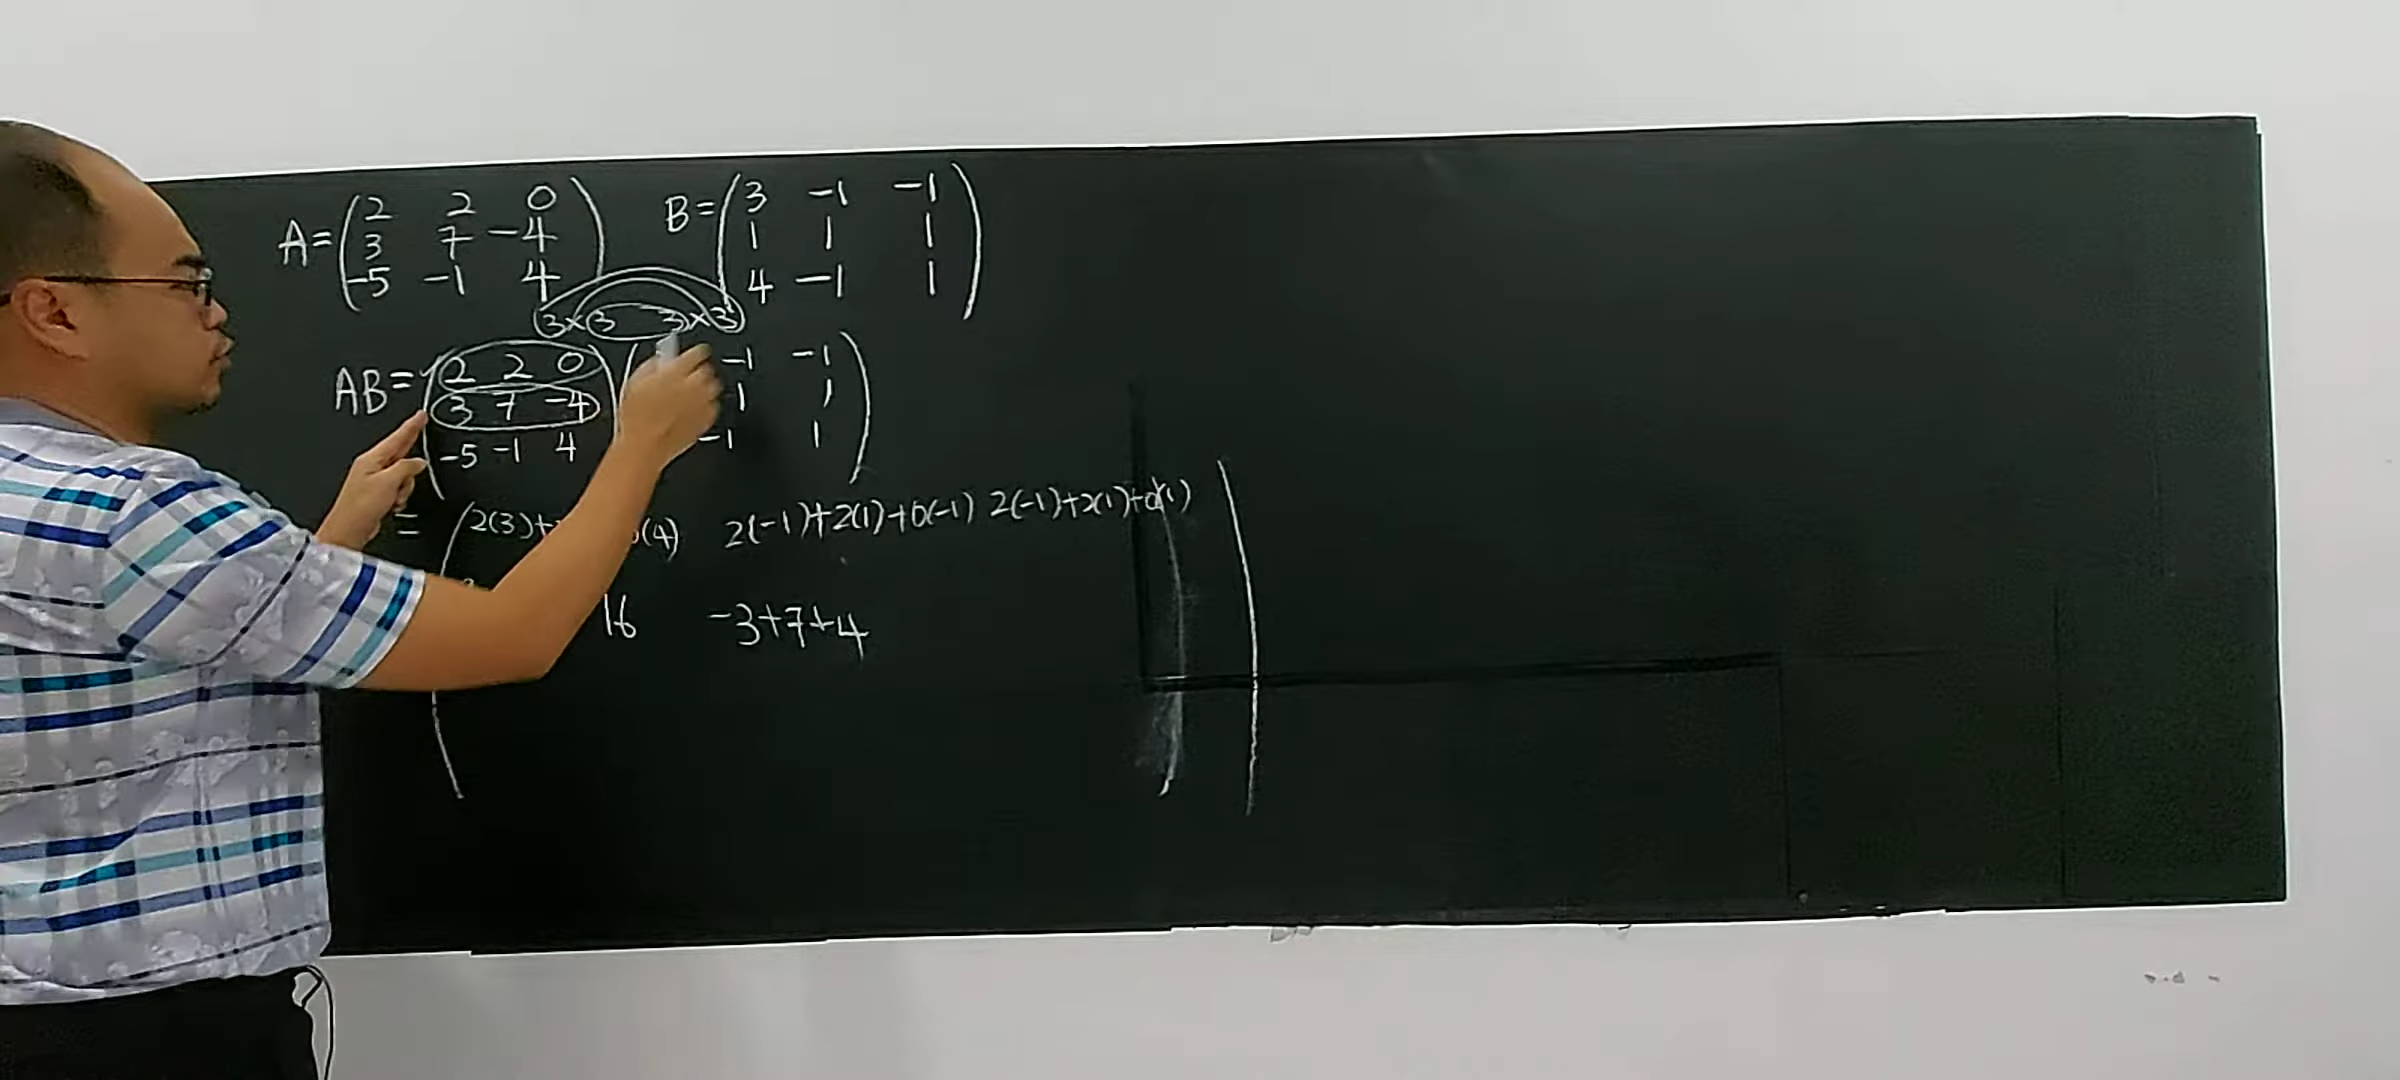 A= ( 2 2 0 ) B= ( 3 -1 -1 )
3 7 -4 1 1 1
-5 -1 4 4 -1 1
3×3 3×3
AB= ( 2 2 0 ) ( -1 -1 )
3 7 -4 1 1
-5 -1 4 -1 1
= ( 2(3)+ 0(4) 2(-1)+2(1)+0(-1) 2(-1)+2(1)+0(1) )
16 -3+7+4